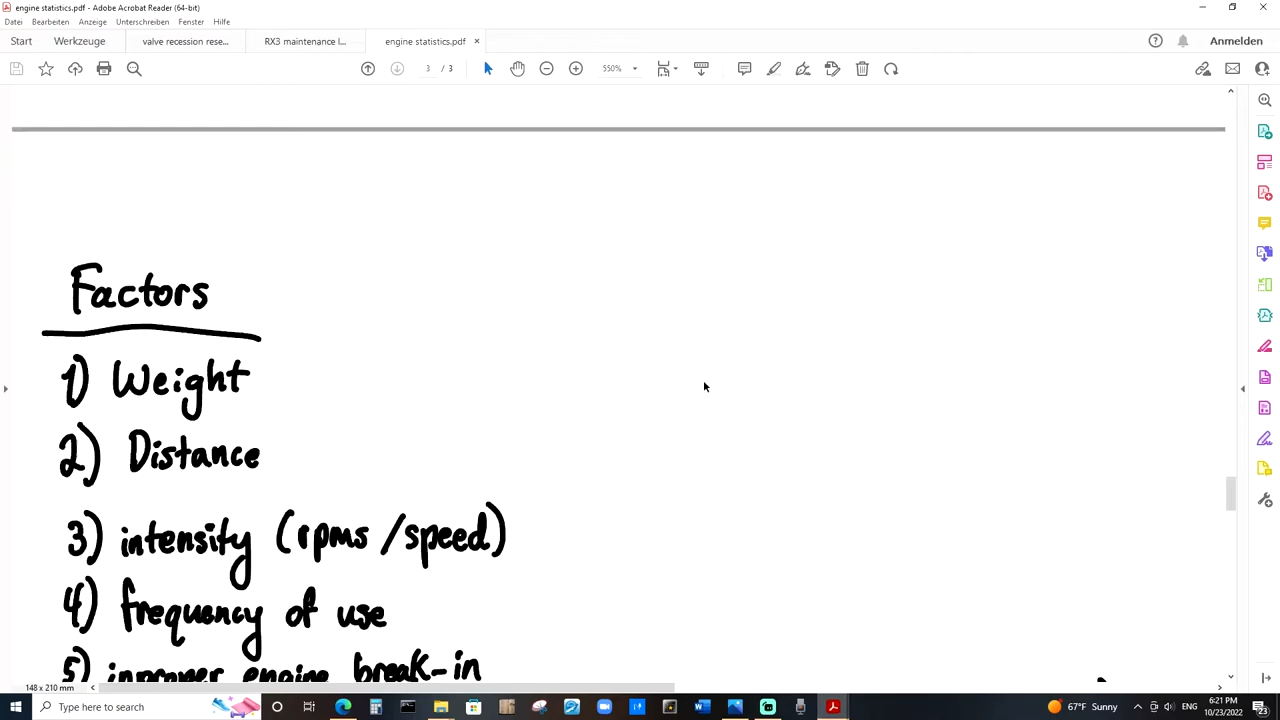 engine statistics.pdf - Adobe Acrobat Reader (64-bit)
Datei Bearbeiten Anzeige Unterschreiben Fenster Hilfe
Start Werkzeuge valve recession rese... RX3 maintenance l... engine statistics.pdf × ? Anmelden
3 / 3 550%
Factors
1) Weight
2) Distance
3) intensity (rpms/speed)
4) frequency of use
5) improper engine break-in
148 x 210 mm
Type here to search 67°F Sunny ENG 6:21 PM
10/23/2022 23